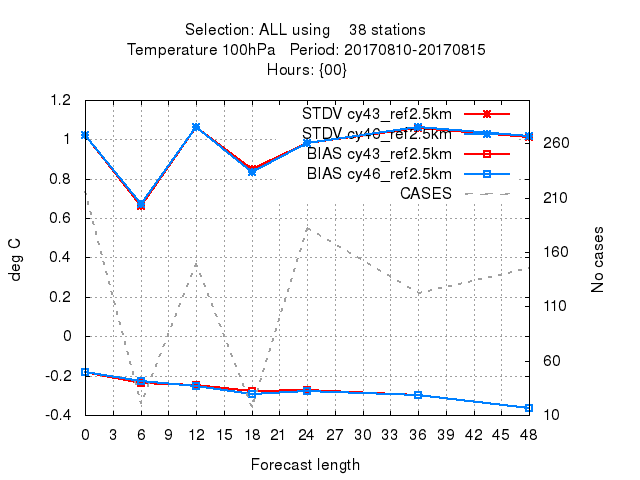 Selection: ALL using 38 stations
Temperature 100hPa Period: 20170810-20170815
Hours: {00}
STDV cy43_ref2.5km
STDV cy46_ref2.5km
BIAS cy43_ref2.5km
BIAS cy46_ref2.5km
CASES
deg C
1.2
1
0.8
0.6
0.4
0.2
0
-0.2
-0.4
No cases
260
210
160
110
60
10
0 3 6 9 12 15 18 21 24 27 30 33 36 39 42 45 48
Forecast length